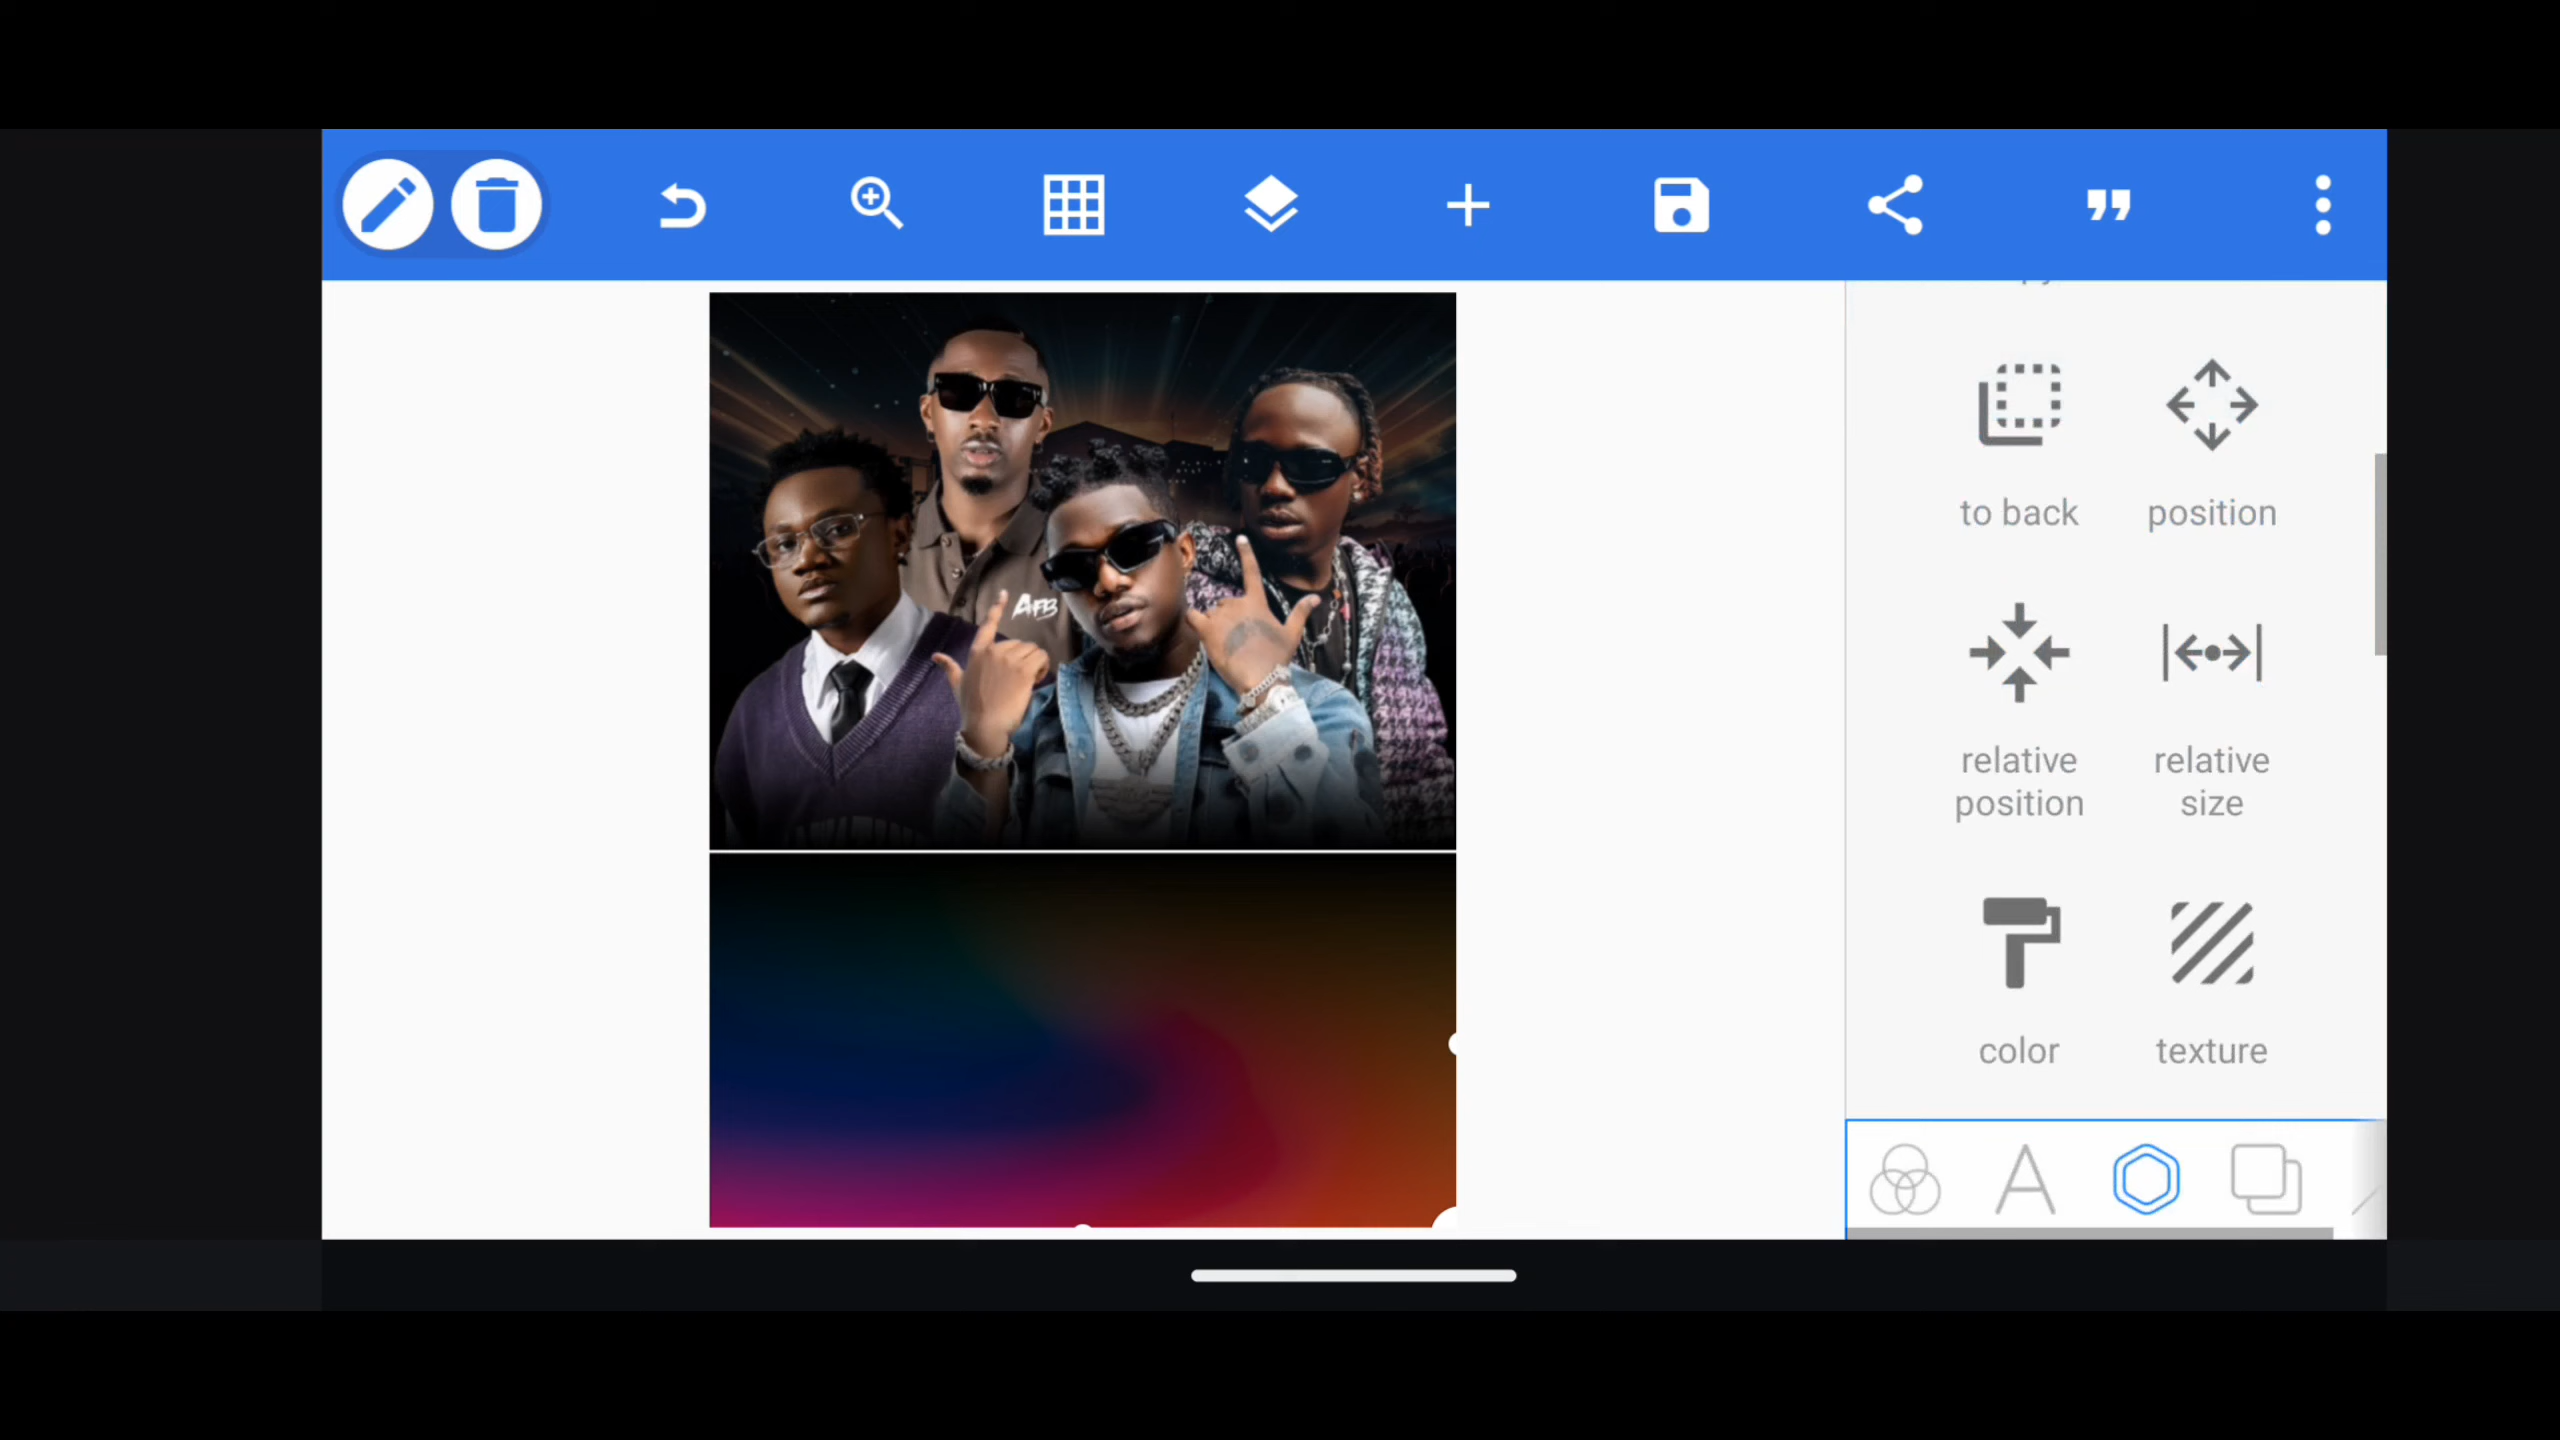 to back
position
relative
position
relative
size
color
texture
AFB